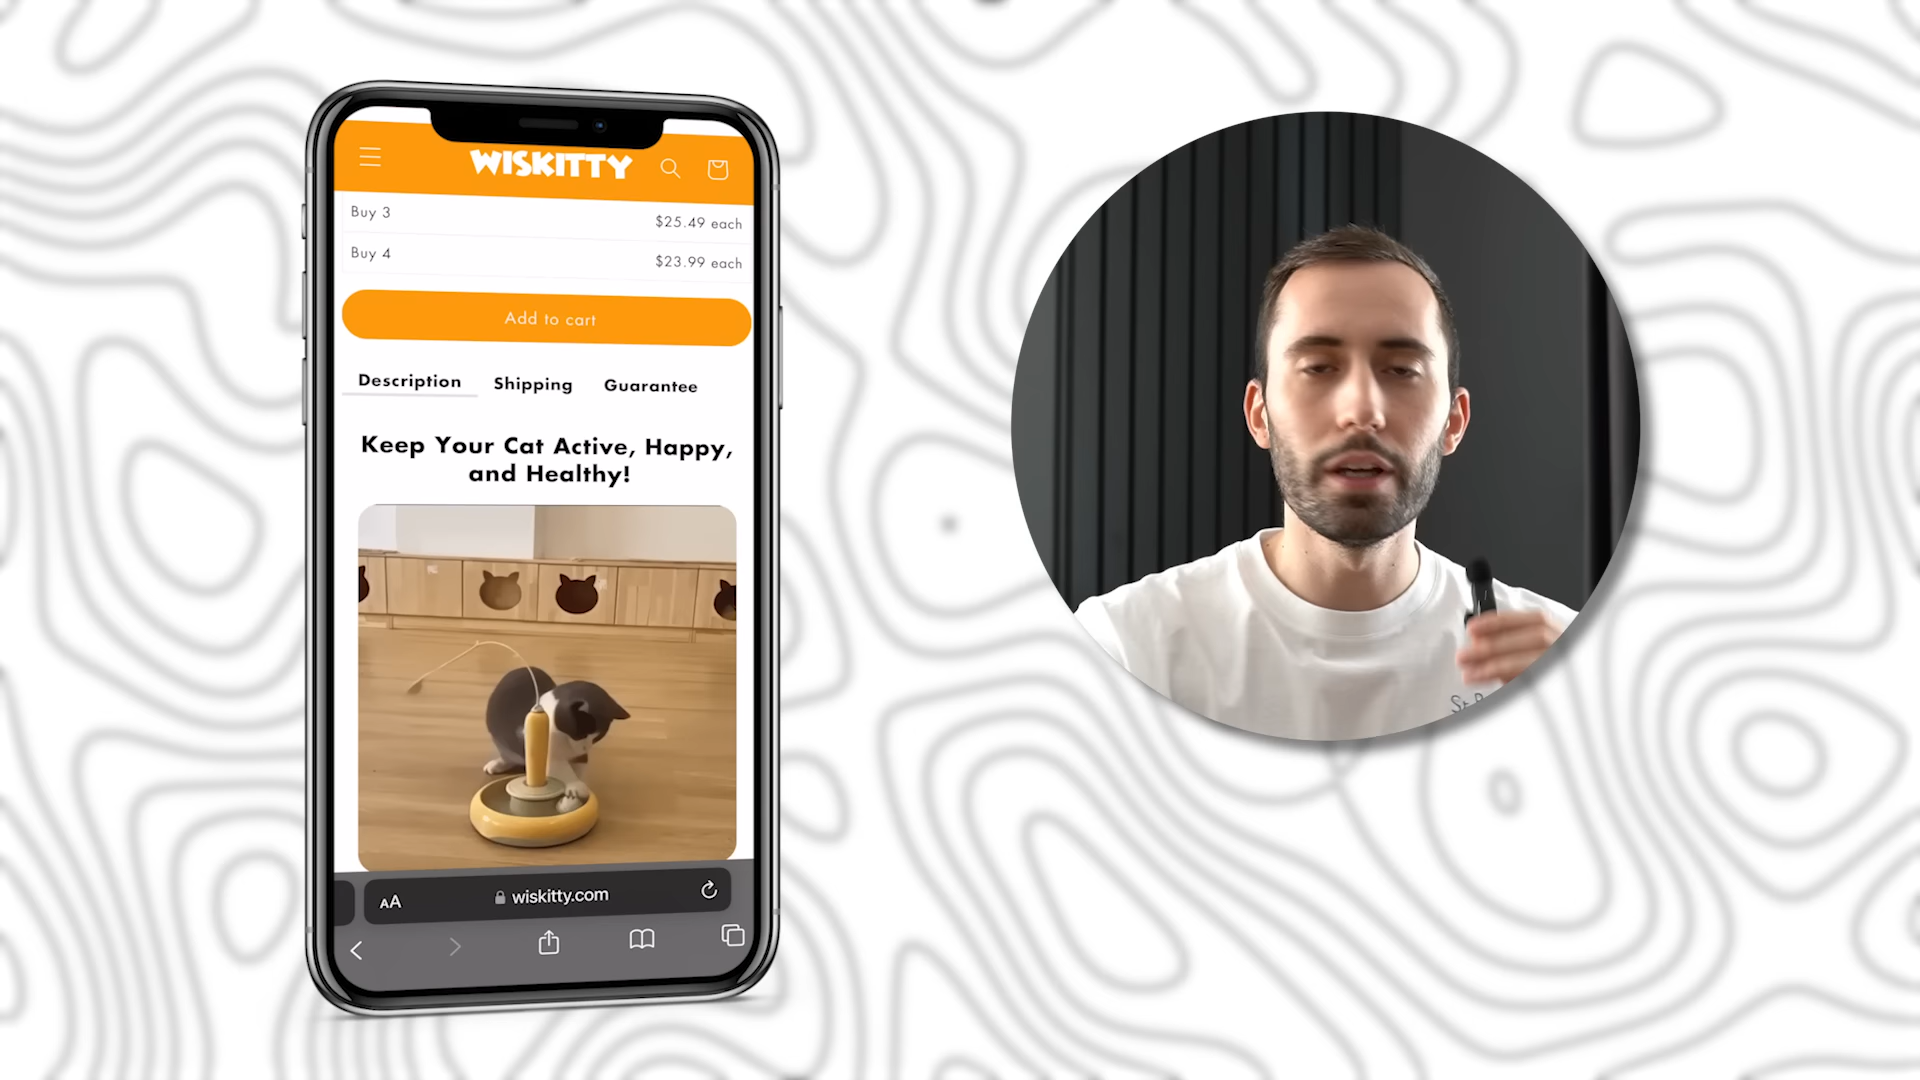 WISKITTY
Buy 3 $25.49 each
Buy 4 $23.99 each
Add to cart
Description Shipping Guarantee
Keep Your Cat Active, Happy,
and Healthy!
AA wiskitty.com